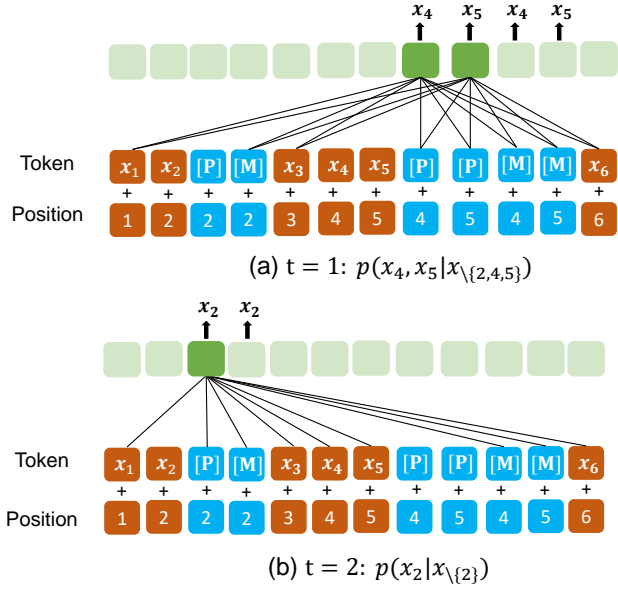 x₄ x₅ x₄ x₅
Token x₁ x₂ [P] [M] x₃ x₄ x₅ [P] [P] [M] [M] x₆
+ + + + + + + + + + + +
Position 1 2 2 2 3 4 5 4 5 4 5 6
(a) t = 1: p(x₄, x₅|x\{2,4,5})
x₂ x₂
Token x₁ x₂ [P] [M] x₃ x₄ x₅ [P] [P] [M] [M] x₆
+ + + + + + + + + + + +
Position 1 2 2 2 3 4 5 4 5 4 5 6
(b) t = 2: p(x₂|x\{2})